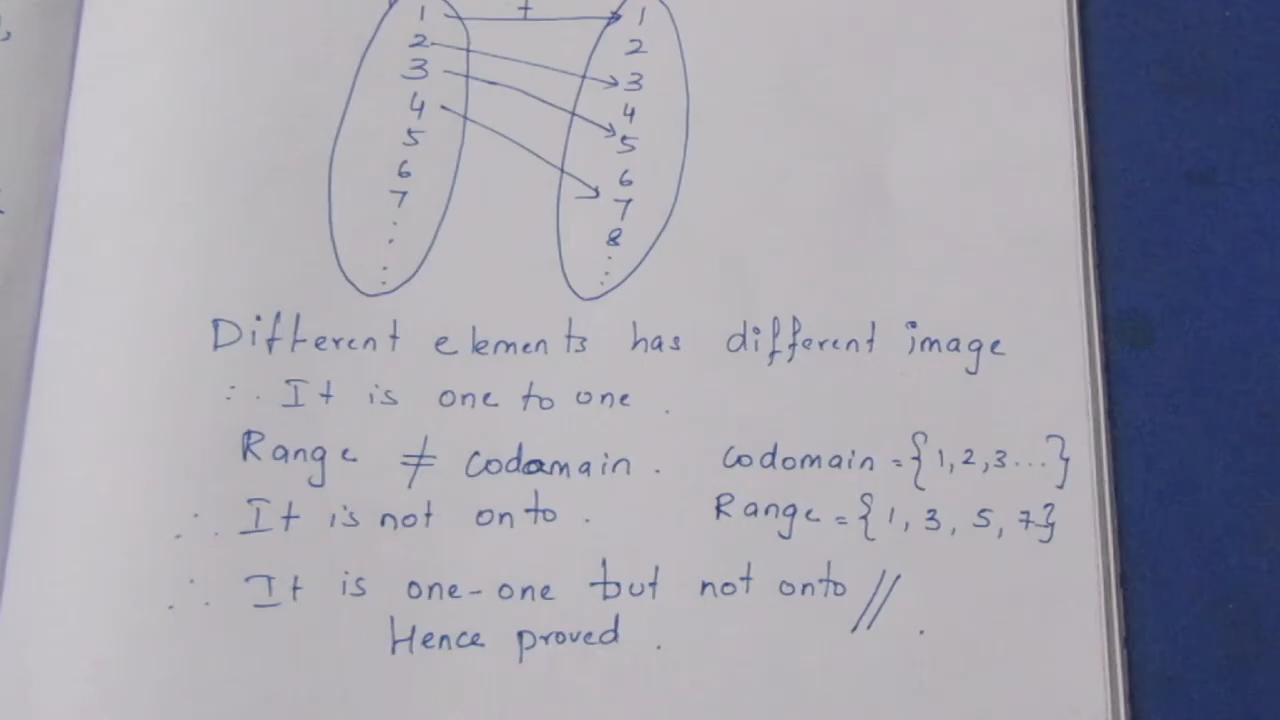 f
1 1
2 2
3 3
4 4
5 5
6 6
7 7
8
Different elements has different image
∴ It is one to one.
Range ≠ codomain. Codomain = {1, 2, 3...}
∴ It is not onto. Range = {1, 3, 5, 7}
∴ It is one-one but not onto //.
Hence proved.